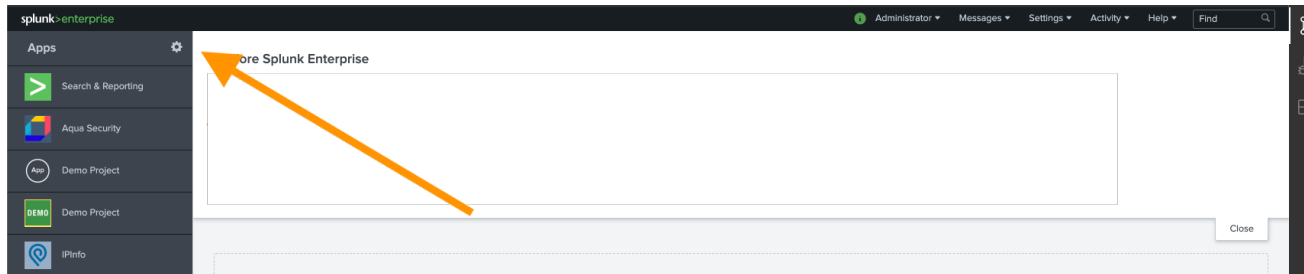 splunk>enterprise
Administrator
Messages
Settings
Activity
Help
Find
Apps
ore Splunk Enterprise
Search & Reporting
Aqua Security
App
Demo Project
DEMO
Demo Project
Close
IPInfo